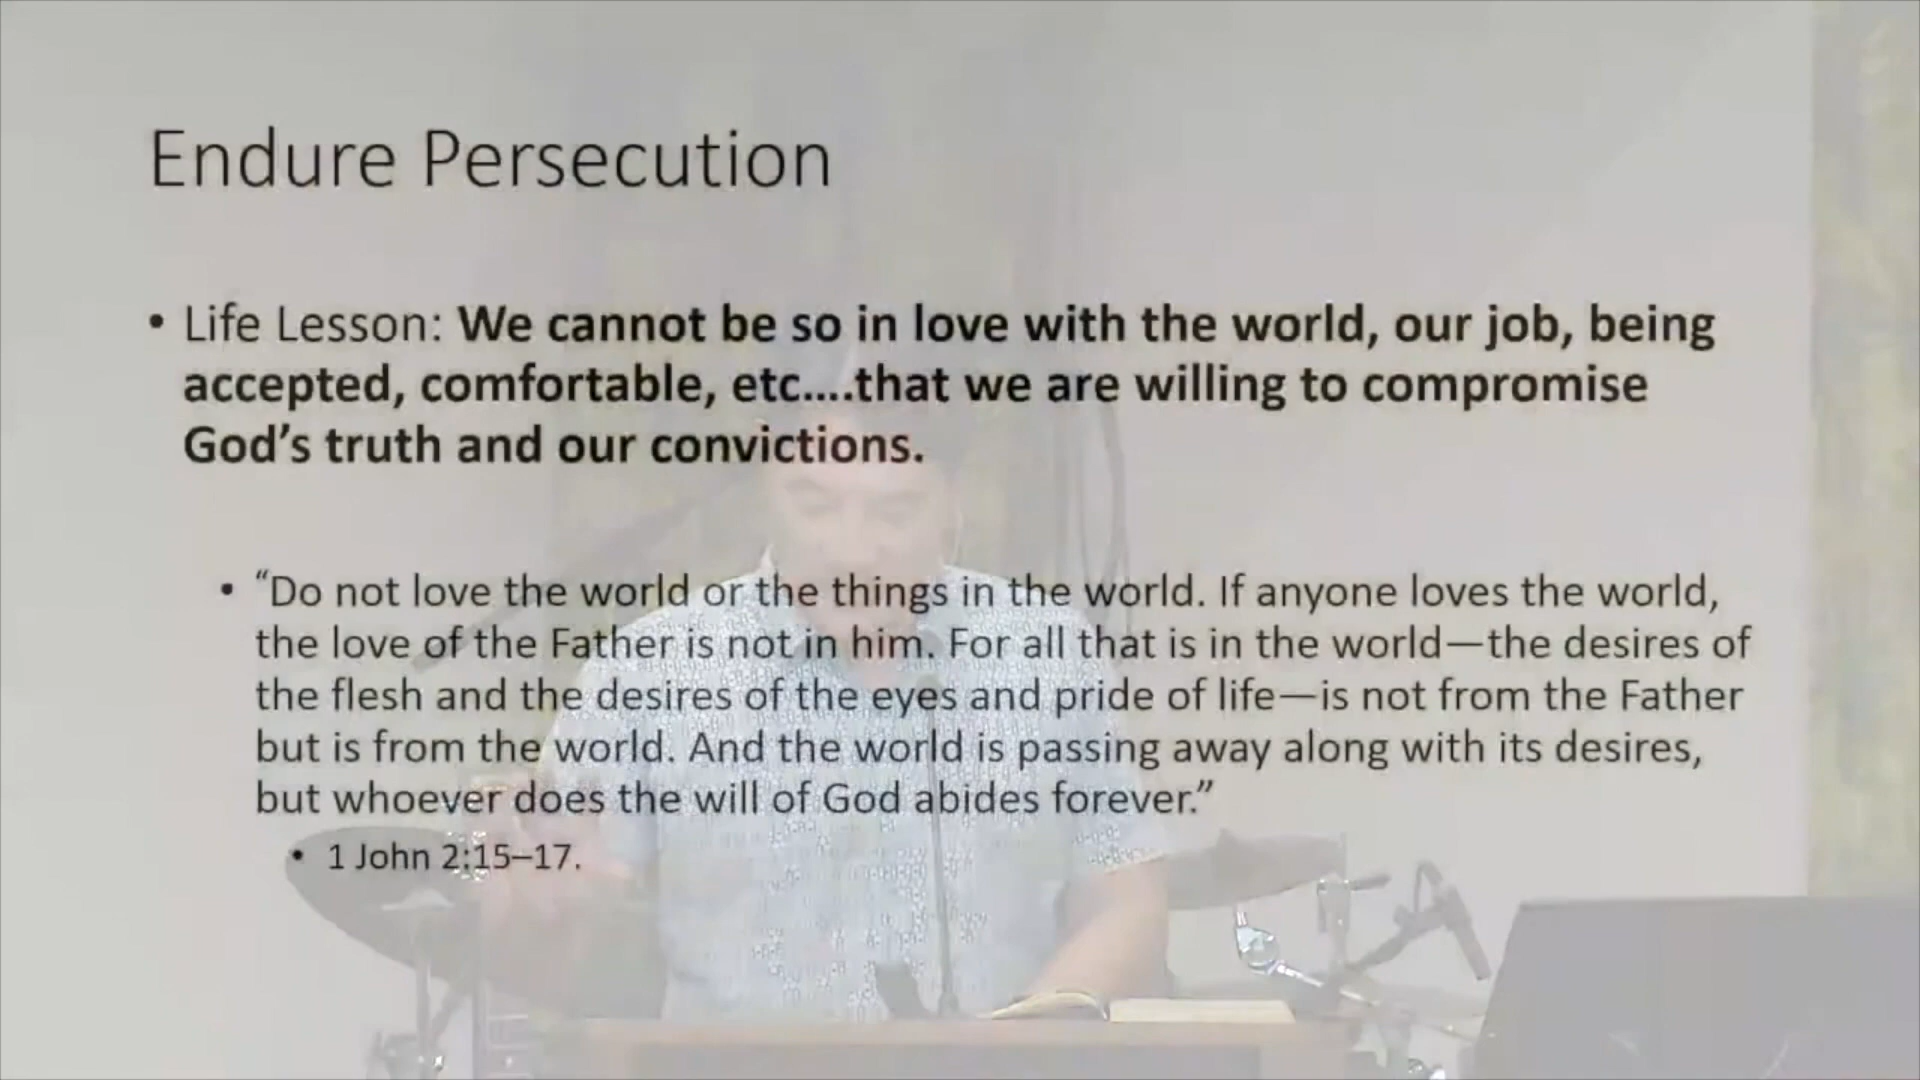 Endure Persecution
• Life Lesson: We cannot be so in love with the world, our job, being
accepted, comfortable, etc....that we are willing to compromise
God’s truth and our convictions.
• “Do not love the world or the things in the world. If anyone loves the world,
the love of the Father is not in him. For all that is in the world—the desires of
the flesh and the desires of the eyes and pride of life—is not from the Father
but is from the world. And the world is passing away along with its desires,
but whoever does the will of God abides forever.”
• 1 John 2:15–17.